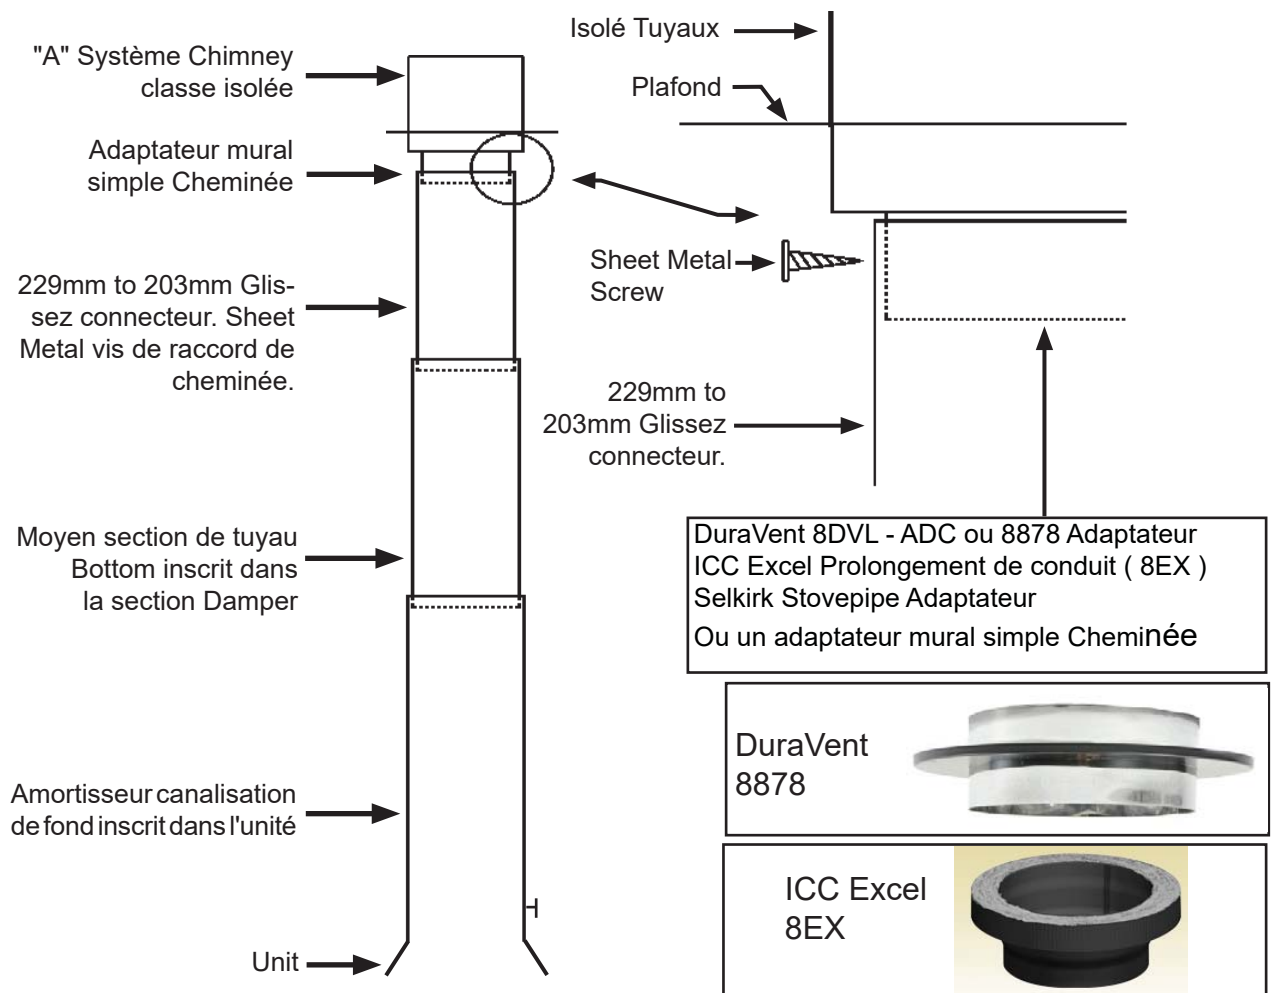 "A" Système Chimney
classe isolée
Adaptateur mural
simple Cheminée
229mm to 203mm Glis-
sez connecteur. Sheet
Metal vis de raccord de
cheminée.
Moyen section de tuyau
Bottom inscrit dans
la section Damper
Amortisseur canalisation
de fond inscrit dans l'unité
Unit
Isolé Tuyaux
Plafond
Sheet Metal
Screw
229mm to
203mm Glissez
connecteur.
DuraVent 8DVL - ADC ou 8878 Adaptateur
ICC Excel Prolongement de conduit ( 8EX )
Selkirk Stovepipe Adaptateur
Ou un adaptateur mural simple Cheminée
DuraVent
8878
ICC Excel
8EX